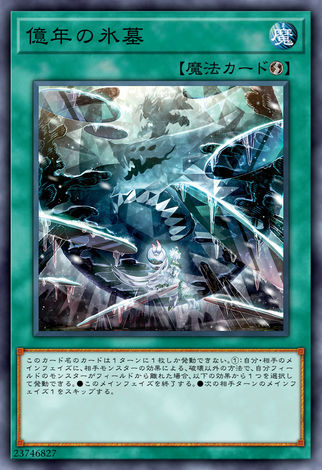 億年の氷墓
魔
【魔法カード】
このカード名のカードは1ターンに1枚しか発動できない。①:自分・相手のメ
インフェイズに、相手モンスターの効果による、破壊以外の方法で、自分フィー
ルドのモンスターがフィールドから離れた場合、以下の効果から1つを選択し
て発動できる。●このメインフェイズを終了する。●次の相手ターンのメインフ
ェイズ1をスキップする。
23746827